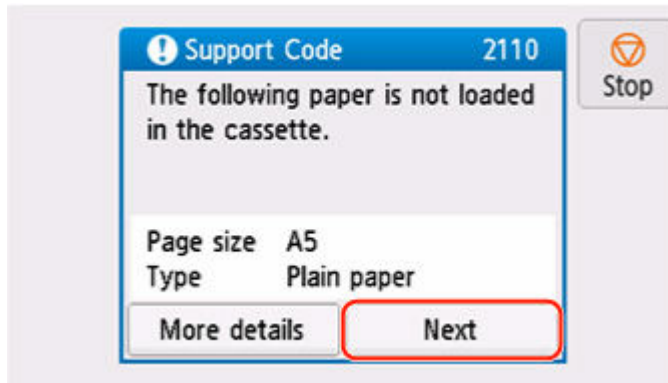 Support Code 2110
Stop
The following paper is not loaded
in the cassette.
Page size A5
Type Plain paper
More details Next